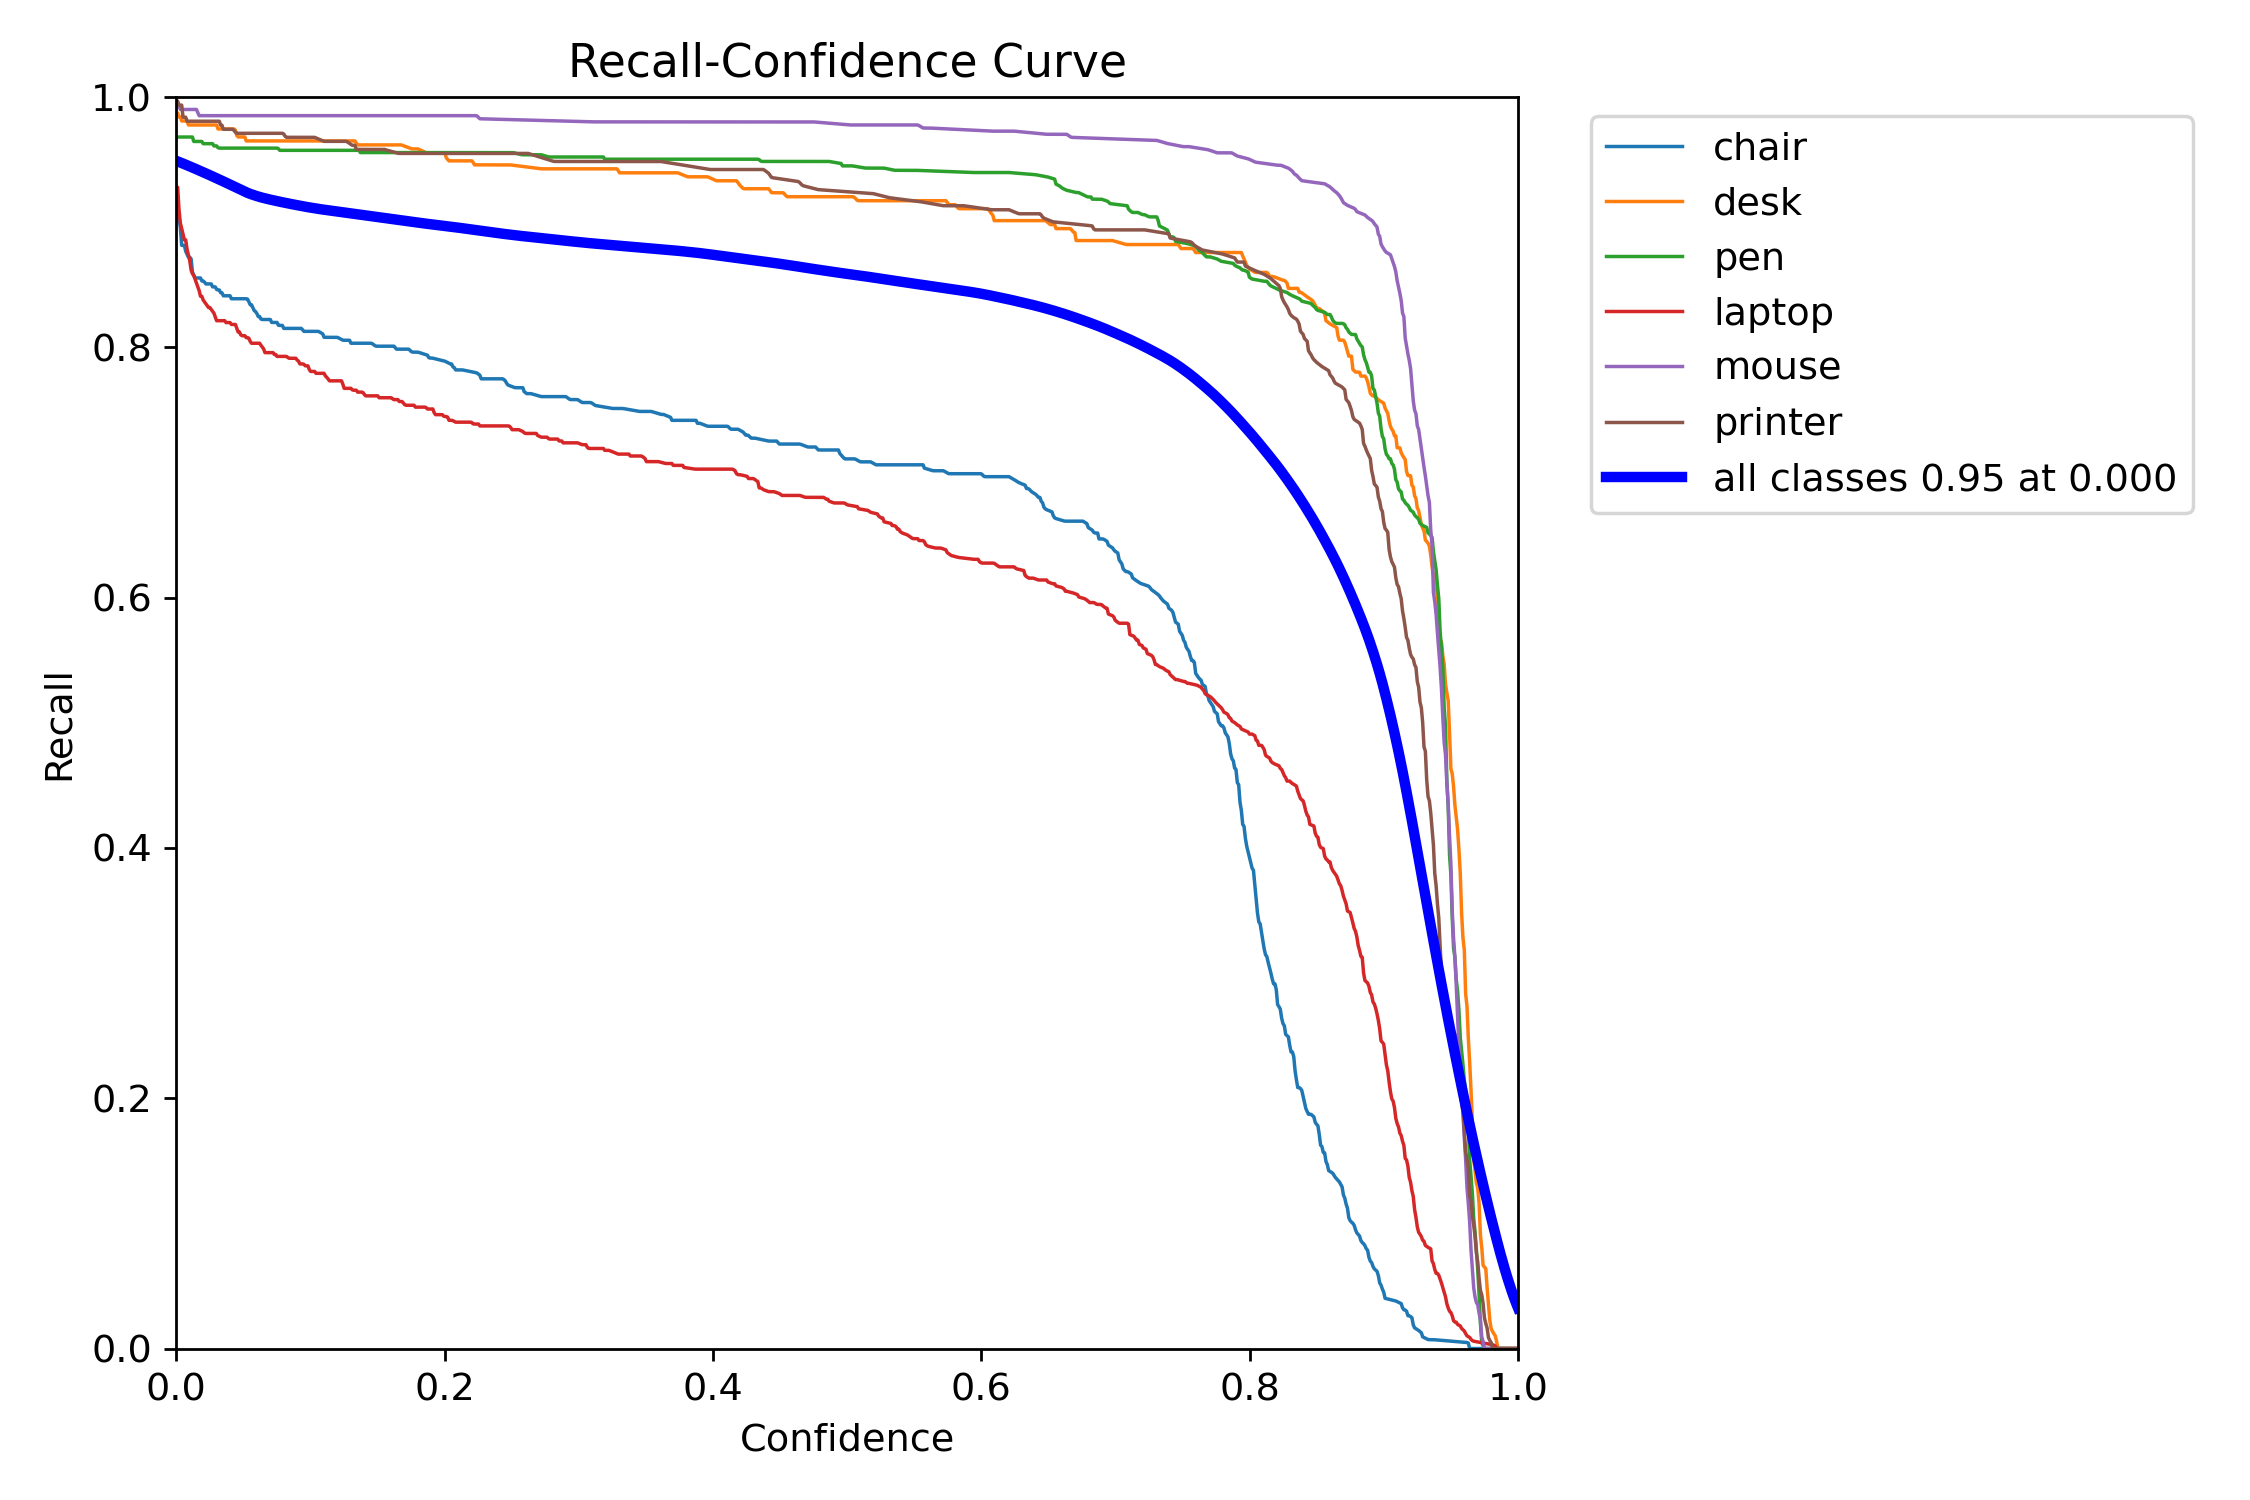 Recall-Confidence Curve
1.0
0.8
0.6
0.4
0.2
0.0
0.0 0.2 0.4 0.6 0.8 1.0
Recall
Confidence
chair
desk
pen
laptop
mouse
printer
all classes 0.95 at 0.000